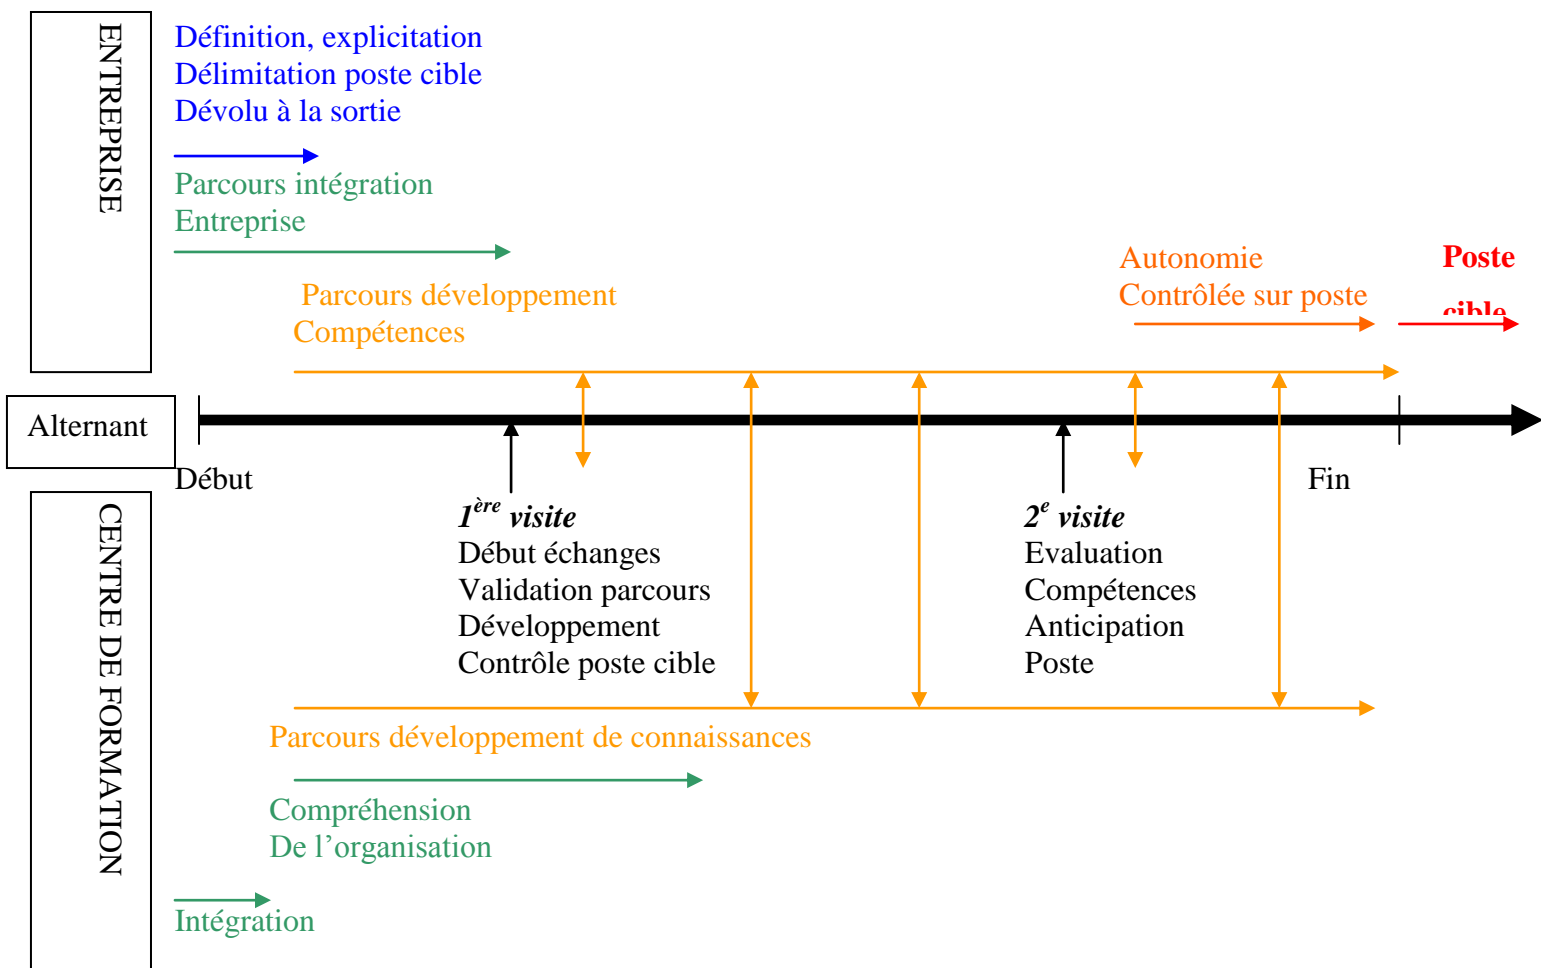 ENTREPRISE
Définition, explicitation
Délimitation poste cible
Dévolu à la sortie
Parcours intégration
Entreprise
Parcours développement
Compétences
Autonomie
Contrôlée sur poste
Poste
cible
Alternant
Début
Fin
1ère visite
Début échanges
Validation parcours
Développement
Contrôle poste cible
2e visite
Evaluation
Compétences
Anticipation
Poste
CENTRE DE FORMATION
Parcours développement de connaissances
Compréhension
De l’organisation
Intégration